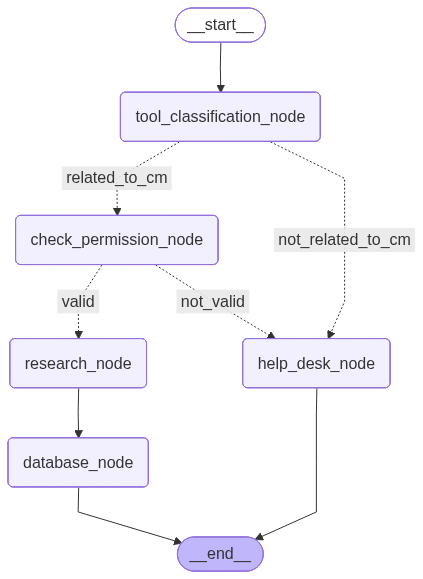 __start__
tool_classification_node
related_to_cm
check_permission_node
not_related_to_cm
valid
not_valid
research_node
help_desk_node
database_node
__end__